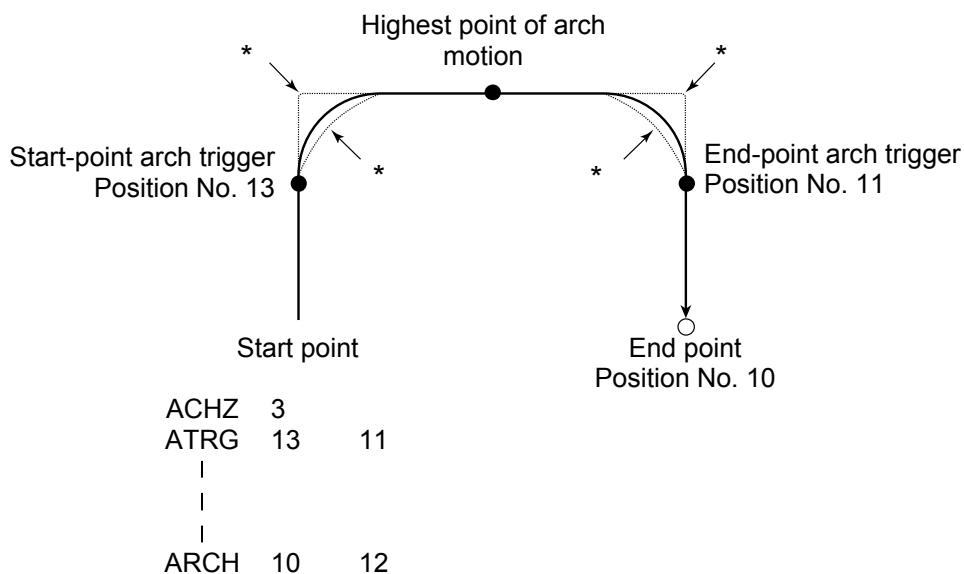 Highest point of arch
motion
*
*
Start-point arch trigger
Position No. 13
*
*
End-point arch trigger
Position No. 11
Start point
End point
Position No. 10
ACHZ 3
ATRG 13 11
ARCH 10 12